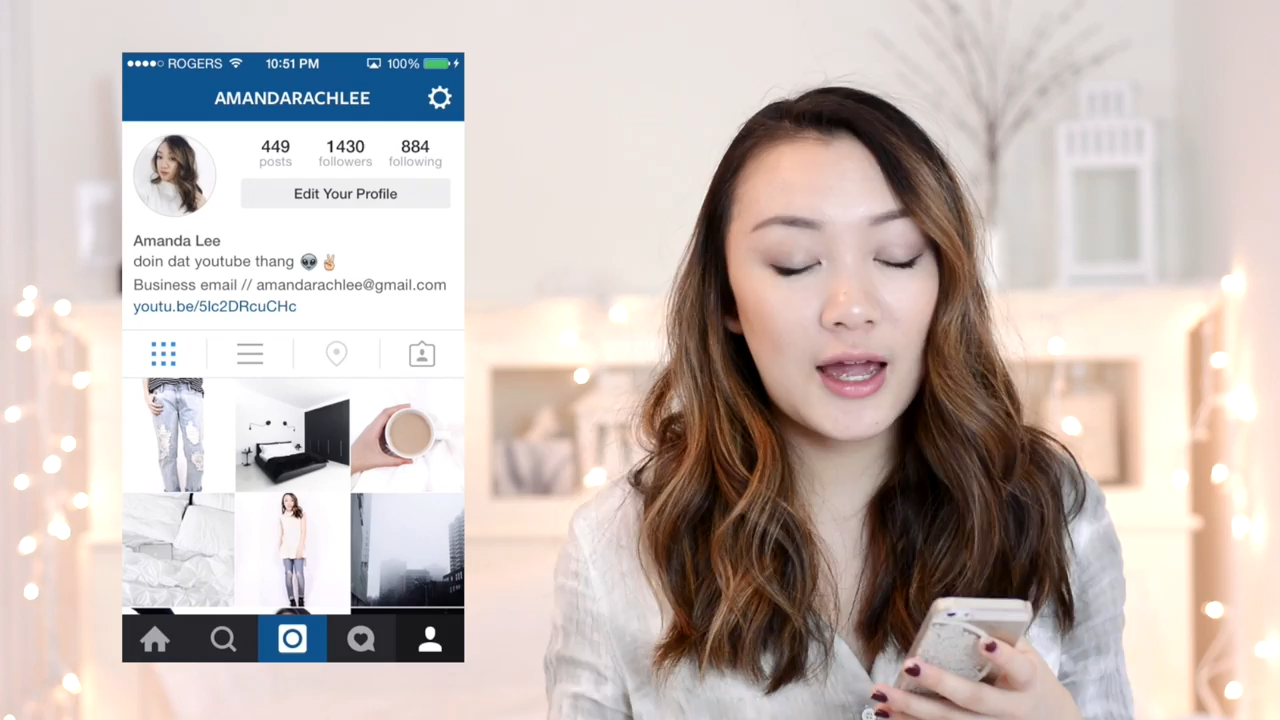 ROGERS 10:51 PM 100%
AMANDARACHLEE
449 1430 884
posts followers following
Edit Your Profile
Amanda Lee
doin dat youtube thang 👽✌🏼
Business email // amandarachlee@gmail.com
youtu.be/5lc2DRcuCHc